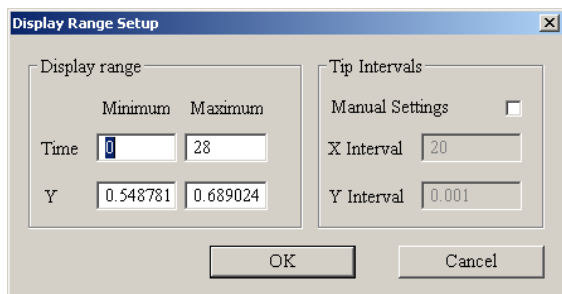 Display Range Setup
Display range
Minimum Maximum
Time 0 28
Y 0.548781 0.689024
Tip Intervals
Manual Settings
X Interval 20
Y Interval 0.001
OK Cancel